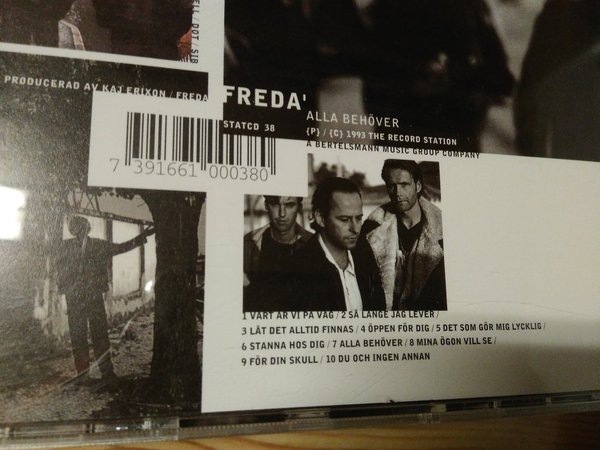 ELL / DOT / SIB
PRODUCERAD AV KAJ ERIXON / FREDA
FREDA'
ALLA BEHÖVER
STATCD 38
{P} / {C} 1993 THE RECORD STATION
A BERTELSMANN MUSIC GROUP COMPANY
7 391661 000380
1 VART ÄR VI PÅ VÄG / 2 SÅ LÄNGE JAG LEVER /
3 LÅT DET ALLTID FINNAS / 4 ÖPPEN FÖR DIG / 5 DET SOM GÖR MIG LYCKLIG /
6 STANNA HOS DIG / 7 ALLA BEHÖVER / 8 MINA ÖGON VILL SE /
9 FÖR DIN SKULL / 10 DU OCH INGEN ANNAN